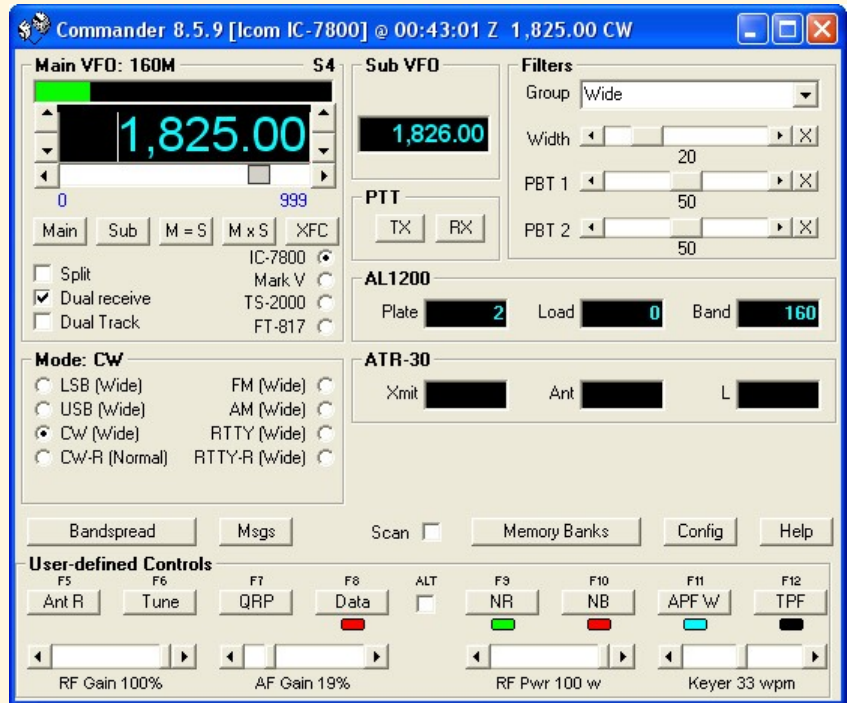 Commander 8.5.9 [Icom IC-7800] @ 00:43:01 Z 1,825.00 CW
Main VFO: 160M S4
1,825.00
0 999
Main Sub M = S M x S XFC
Split
Dual receive
Dual Track
IC-7800
Mark V
TS-2000
FT-817
Sub VFO
1,826.00
PTT
TX RX
Filters
Group Wide
Width X
20
PBT 1 X
50
PBT 2 X
50
AL1200
Plate 2 Load 0 Band 160
Mode: CW
LSB (Wide) FM (Wide)
USB (Wide) AM (Wide)
CW (Wide) RTTY (Wide)
CW-R (Normal) RTTY-R (Wide)
ATR-30
Xmit Ant L
Bandspread Msgs Scan Memory Banks Config Help
User-defined Controls
F5 F6 F7 F8 ALT F9 F10 F11 F12
Ant R Tune QRP Data NR NB APF W TPF
RF Gain 100% AF Gain 19% RF Pwr 100 w Keyer 33 wpm